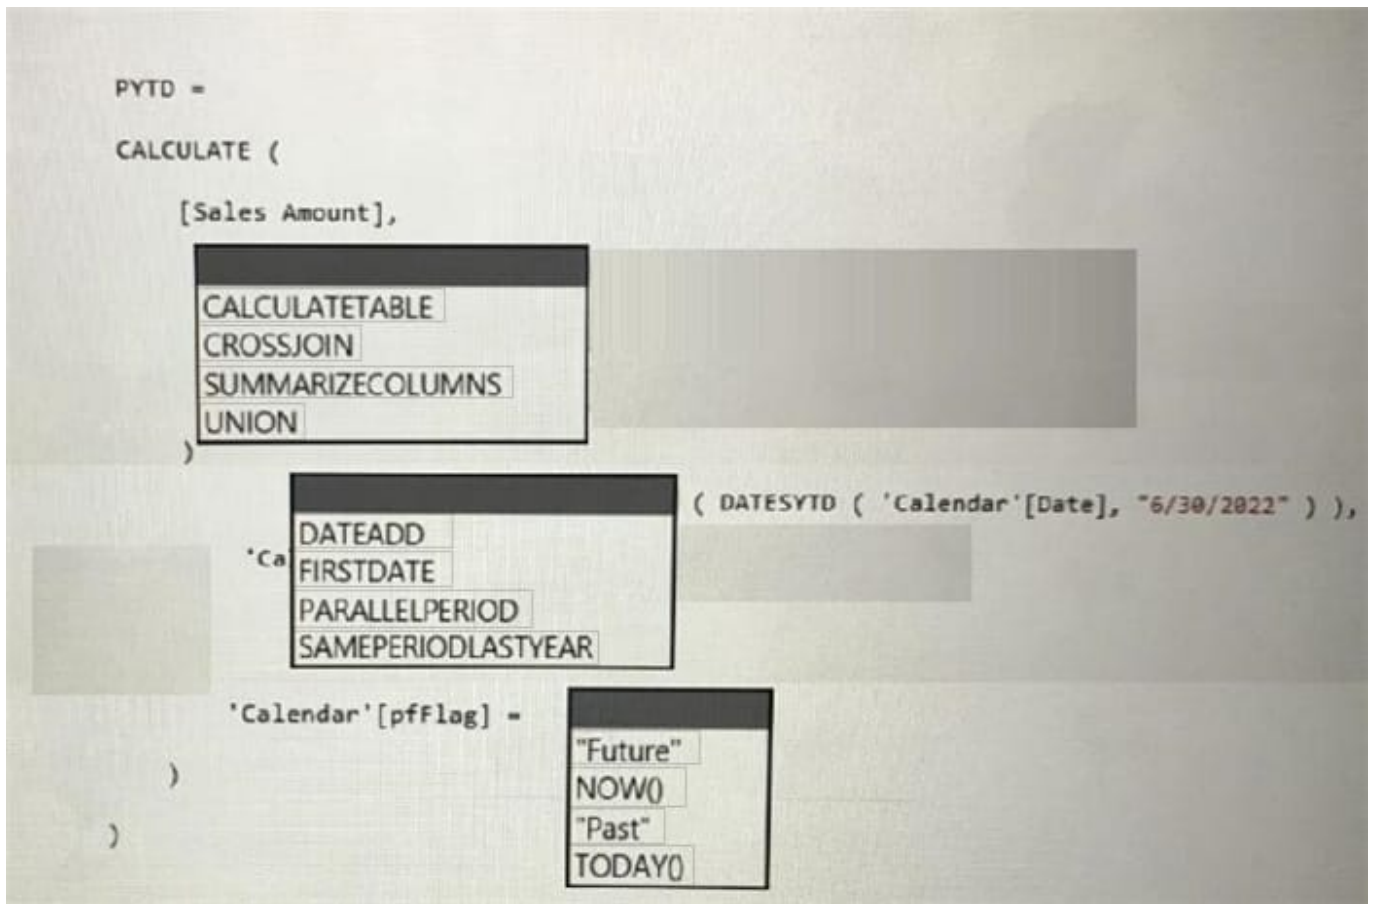 PYTD =
CALCULATE (
[Sales Amount],
CALCULATETABLE
CROSSJOIN
SUMMARIZECOLUMNS
UNION
)
( DATESYTD ( 'Calendar'[Date], "6/30/2022" ) ),
DATEADD
'Ca
FIRSTDATE
PARALLELPERIOD
SAMEPERIODLASTYEAR
'Calendar'[pfFlag] =
"Future"
NOW()
)
"Past"
)
TODAY()